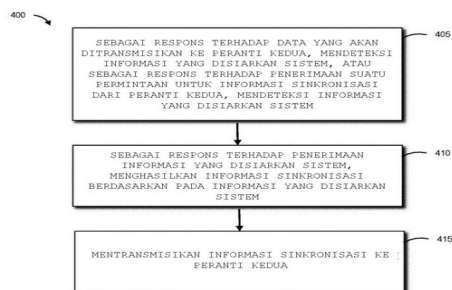 400
405
SEBAGAI RESPONS TERHADAP DATA YANG AKAN
DITRANSMISIKAN KE PERANTI KEDUA, MENDETEKSI
INFORMASI YANG DISIARKAN SISTEM, ATAU
SEBAGAI RESPONS TERHADAP PENERIMAAN SUATU
PERMINTAAN UNTUK INFORMASI SINKRONISASI
DARI PERANTI KEDUA, MENDETEKSI INFORMASI
YANG DISIARKAN SISTEM
410
SEBAGAI RESPONS TERHADAP PENERIMAAN
INFORMASI YANG DISIARKAN SISTEM,
MENGHASILKAN INFORMASI SINKRONISASI
BERDASARKAN PADA INFORMASI YANG DISIARKAN
SISTEM
415
MENTRANSMISIKAN INFORMASI SINKRONISASI KE
PERANTI KEDUA